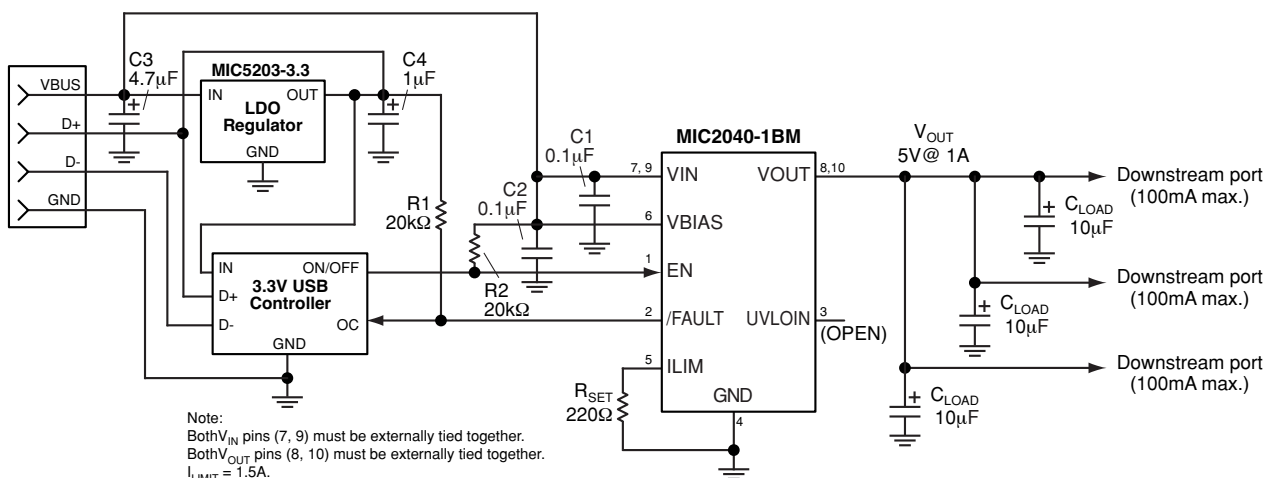 VBUS
D+
D-
GND
C3
4.7µF
+
MIC5203-3.3
IN
OUT
LDO
Regulator
GND
C4
1µF
+
R1
20kΩ
IN
ON/OFF
3.3V USB
Controller
D+
D-
OC
GND
R2
20kΩ
C2
0.1µF
C1
0.1µF
MIC2040-1BM
7, 9
VIN
VOUT
8,10
6
VBIAS
1
EN
2
/FAULT
UVLOIN
3
(OPEN)
5
ILIM
GND
4
RSET
220Ω
VOUT
5V@ 1A
+
CLOAD
10µF
Downstream port
(100mA max.)
+
CLOAD
10µF
Downstream port
(100mA max.)
+
CLOAD
10µF
Downstream port
(100mA max.)
Note:
BothVIN pins (7, 9) must be externally tied together.
BothVOUT pins (8, 10) must be externally tied together.
ILIMIT = 1.5A.